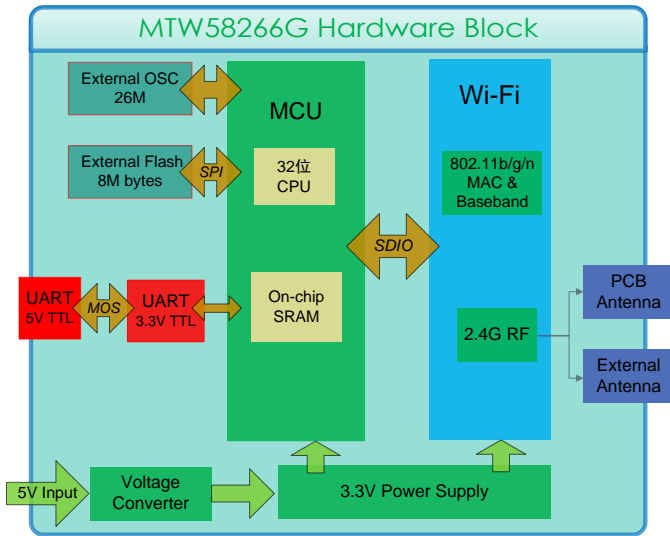 MTW58266G Hardware Block
External OSC
26M
MCU
Wi-Fi
External Flash
8M bytes
SPI
32位
CPU
802.11b/g/n
MAC &
Baseband
SDIO
UART
5V TTL
MOS
UART
3.3V TTL
On-chip
SRAM
2.4G RF
PCB
Antenna
External
Antenna
5V Input
Voltage
Converter
3.3V Power Supply